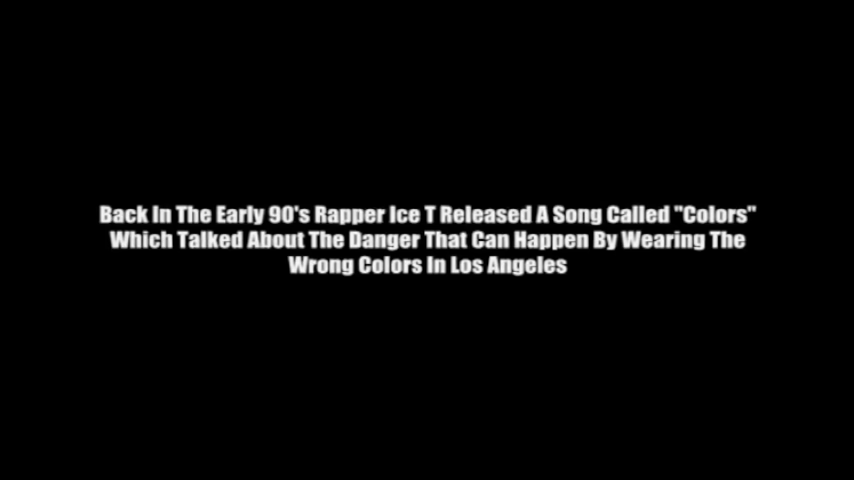 Back In The Early 90's Rapper Ice T Released A Song Called "Colors"
Which Talked About The Danger That Can Happen By Wearing The
Wrong Colors In Los Angeles